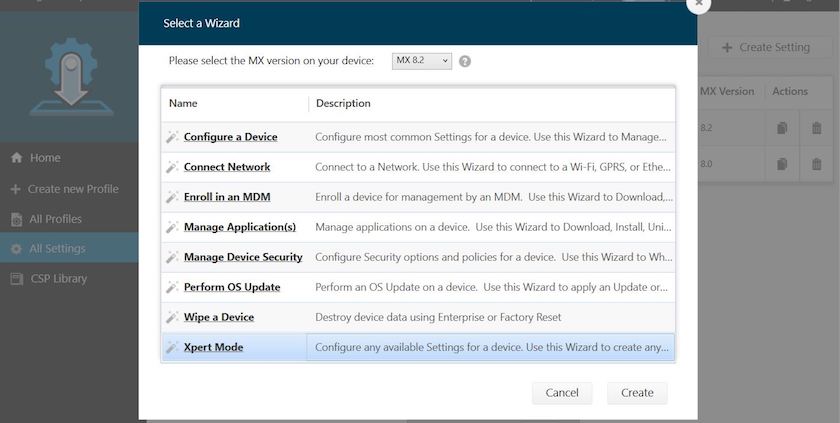 Select a Wizard
Please select the MX version on your device: MX 8.2 ?
Create Setting
Name Description
MX Version Actions
Configure a Device Configure most common Settings for a device. Use this Wizard to Manage...
8.2
Connect Network Connect to a Network. Use this Wizard to connect to a Wi-Fi, GPRS, or Ethe...
Home
8.0
Create new Profile
Enroll in an MDM Enroll a device for management by an MDM. Use this Wizard to Download,...
All Profiles
Manage Application(s) Manage applications on a device. Use this Wizard to Download, Install, Uni...
All Settings
Manage Device Security Configure Security options and policies for a device. Use this Wizard to Wh...
CSP Library
Perform OS Update Perform an OS Update on a device. Use this Wizard to apply an Update or...
Wipe a Device Destroy device data using Enterprise or Factory Reset
Xpert Mode Configure any available Settings for a device. Use this Wizard to create any...
Cancel Create